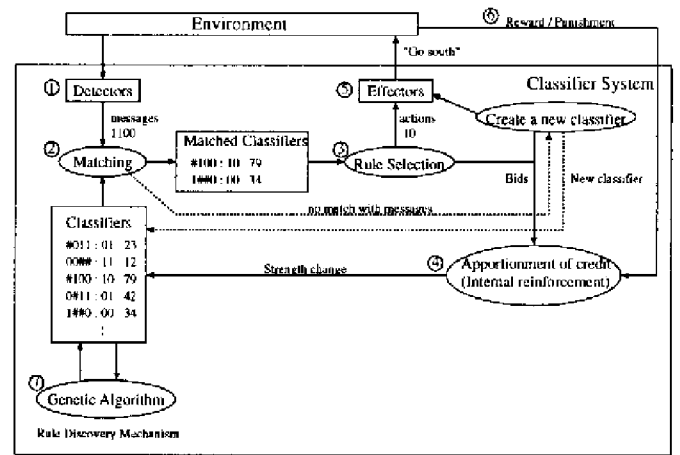 Environment
⑥ Reward / Punishment
"Go south"
Classifier System
① Detectors
⑤ Effectors
Create a new classifier
messages
1100
actions
10
Matched Classifiers
#100 : 10 79
1##0 : 00 34
② Matching
③ Rule Selection
Bids
New classifier
no match with messages
Classifiers
#011 : 01 23
00## : 11 12
#100 : 10 79
0#11 : 01 42
1##0 : 00 34
:
Strength change
④ Apportionment of credit
(Internal reinforcement)
⑦
Genetic Algorithm
Rule Discovery Mechanism